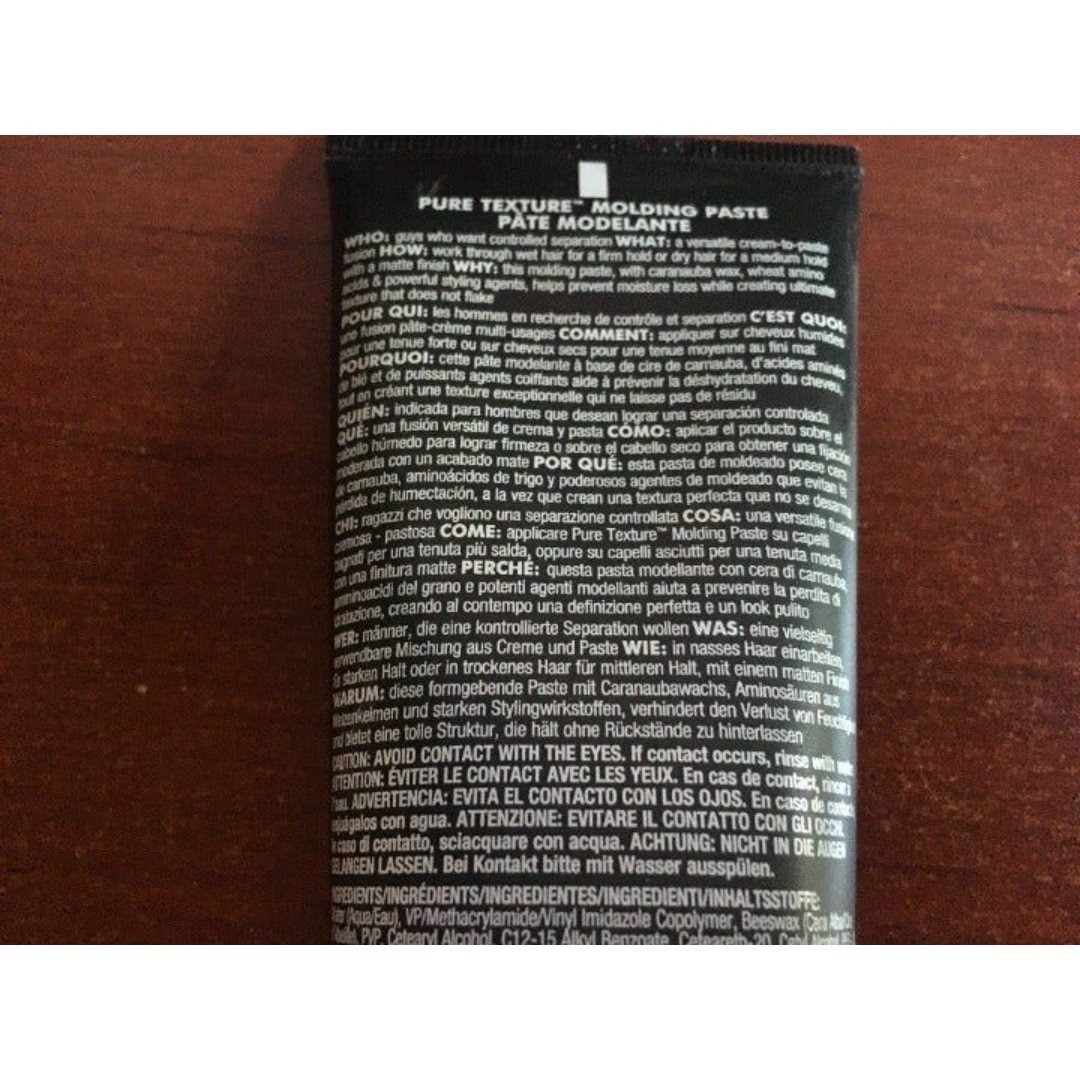 PURE TEXTURE™ MOLDING PASTE
PÂTE MODELANTE
WHO: guys who want controlled separation WHAT: a versatile cream-to-paste
fusion HOW: work through wet hair for a firm hold or dry hair for a medium hold
with a matte finish WHY: this molding paste, with caranauba wax, wheat amino
acids & powerful styling agents, helps prevent moisture loss while creating ultimate
texture that does not flake
POUR QUI: les hommes en recherche de contrôle et separation C'EST QUOI:
une fusion pâte-crème multi-usages COMMENT: appliquer sur cheveux humides
pour une tenue forte ou sur cheveux secs pour une tenue moyenne au fini mat
POURQUOI: cette pâte modelante à base de cire de carnauba, d'acides aminés
de blé et de puissants agents coiffants aide à prévenir la déshydratation du cheveu,
tout en créant une texture exceptionnelle qui ne laisse pas de résidu
QUIÉN: indicada para hombres que desean lograr una separación controlada
QUÉ: una fusión versátil de crema y pasta CÓMO: aplicar el producto sobre el
cabello húmedo para lograr firmeza o sobre el cabello seco para obtener una fijación
moderada con un acabado mate POR QUÉ: esta pasta de moldeado posee cera
de carnauba, aminoácidos de trigo y poderosos agentes de moldeado que evitan la
pérdida de humectación, a la vez que crean una textura perfecta que no se
CHI: ragazzi che vogliono una separazione controllata COSA: una versatile fusione
cremosa - pastosa COME: applicare Pure Texture™ Molding Paste su capelli
bagnati per una tenuta più salda, oppure su capelli asciutti per una tenuta media
con una finitura matte PERCHÉ: questa pasta modellante con cera di carnauba,
amminoacidi del grano e potenti agenti modellanti aiuta a prevenire la perdita di
idratazione, creando al contempo una definizione perfetta e un look pulito
WER: männer, die eine kontrollierte Separation wollen WAS: eine vielseitig
verwendbare Mischung aus Creme und Paste WIE: in nasses Haar einarbeiten,
für starken Halt oder in trockenes Haar für mittleren Halt, mit einem matten Finish
WARUM: diese formgebende Paste mit Caranaubawachs, Aminosäuren aus
Weizenkeimen und starken Stylingwirkstoffen, verhindert den Verlust von
und bietet eine tolle Struktur, die hält ohne Rückstände zu hinterlassen
CAUTION: AVOID CONTACT WITH THE EYES. If contact occurs, rinse with water
ATTENTION: ÉVITER LE CONTACT AVEC LES YEUX. En cas de contact, rincer à
l'eau. ADVERTENCIA: EVITA EL CONTACTO CON LOS OJOS. En caso de contacto
enjuágalos con agua. ATTENZIONE: EVITARE IL CONTATTO CON GLI OCCHI.
In caso di contatto, sciacquare con acqua. ACHTUNG: NICHT IN DIE AUGEN
GELANGEN LASSEN. Bei Kontakt bitte mit Wasser ausspülen.
INGREDIENTS/INGRÉDIENTS/INGREDIENTES/INGREDIENTI/INHALTSSTOFFE:
Water (Aqua/Eau), VP/Methacrylamide/Vinyl Imidazole Copolymer, Beeswax (Cera Alba/
PVP, Cetearyl Alcohol, C12-15 Alkyl Benzoate, Ceteareth-20,